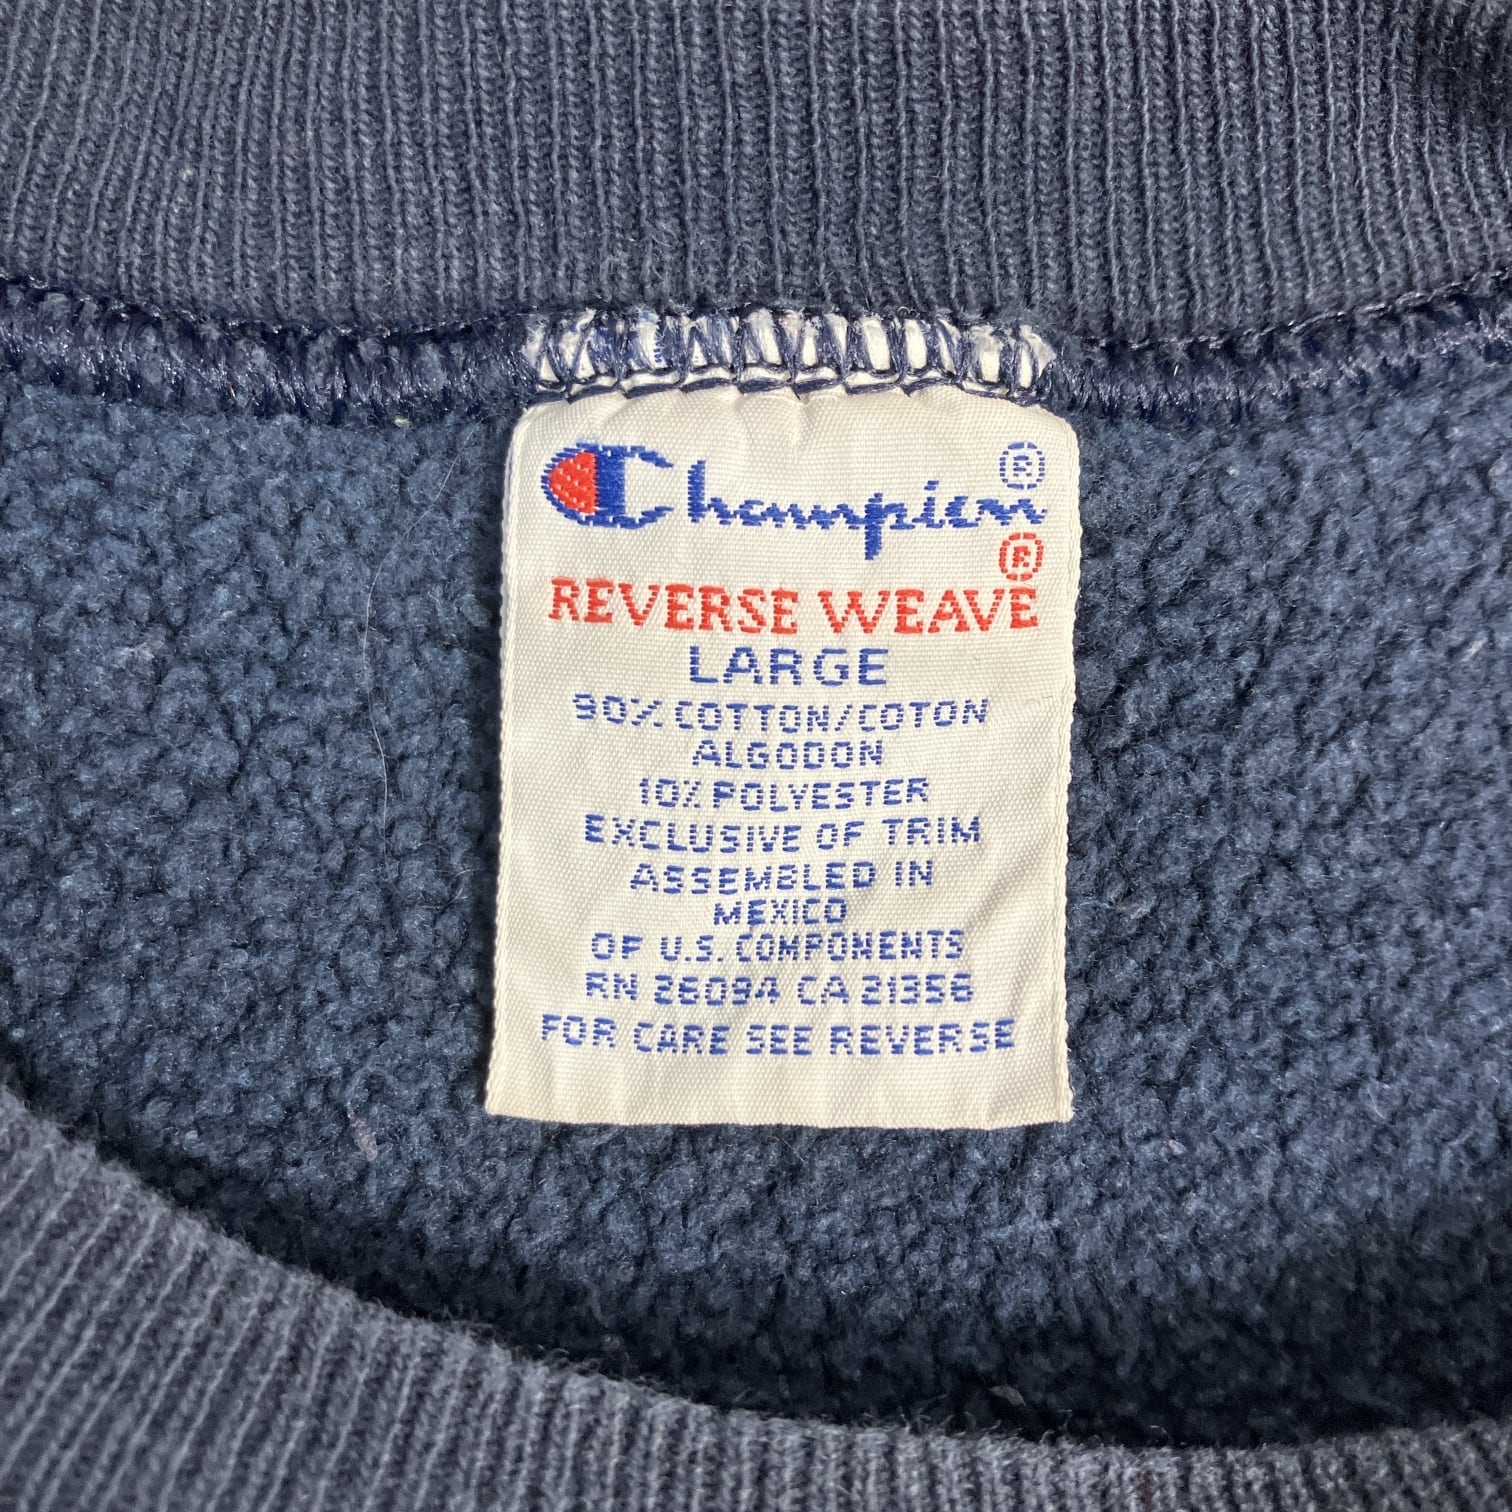 Champion®
REVERSE WEAVE®
LARGE
90% COTTON/COTON
ALGODON
10% POLYESTER
EXCLUSIVE OF TRIM
ASSEMBLED IN
MEXICO
OF U.S. COMPONENTS
RN 26094 CA 21356
FOR CARE SEE REVERSE